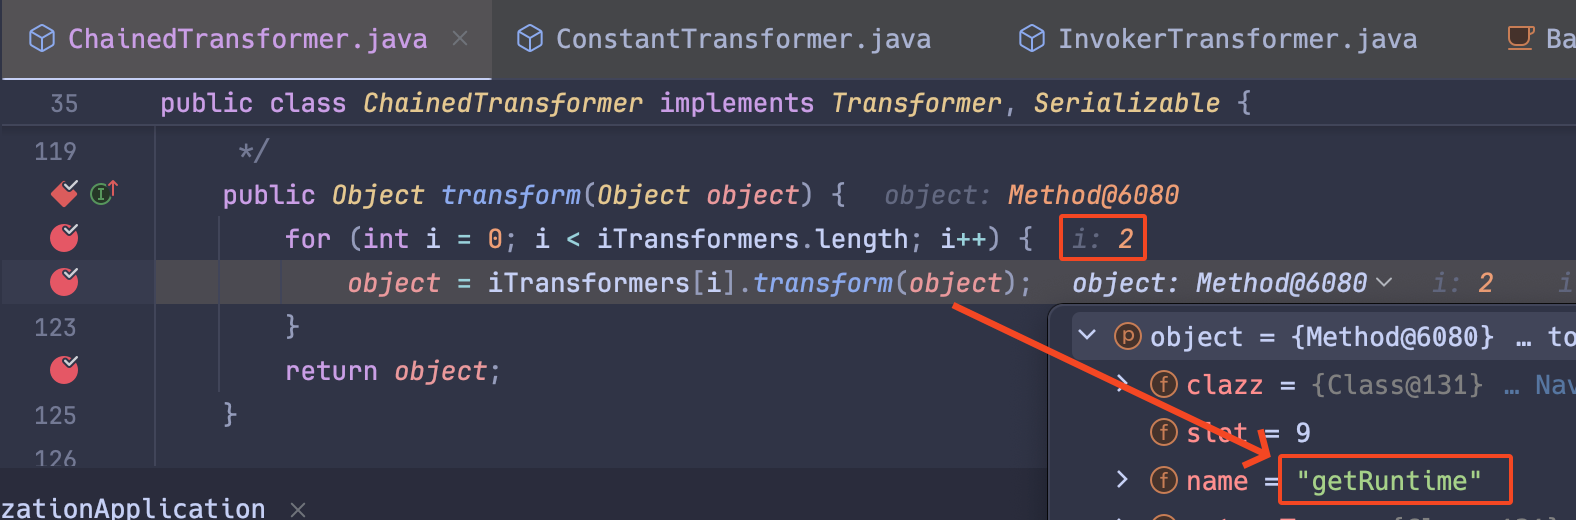 ChainedTransformer.java × ConstantTransformer.java InvokerTransformer.java Ba
35 public class ChainedTransformer implements Transformer, Serializable {
119 */
public Object transform(Object object) { object: Method@6080
for (int i = 0; i < iTransformers.length; i++) { i: 2
object = iTransformers[i].transform(object); object: Method@6080 i: 2 i
123 }
return object;
125 }
126
object = {Method@6080} … to
clazz = {Class@131} … Nav
slot = 9
name = "getRuntime"
zationApplication ×